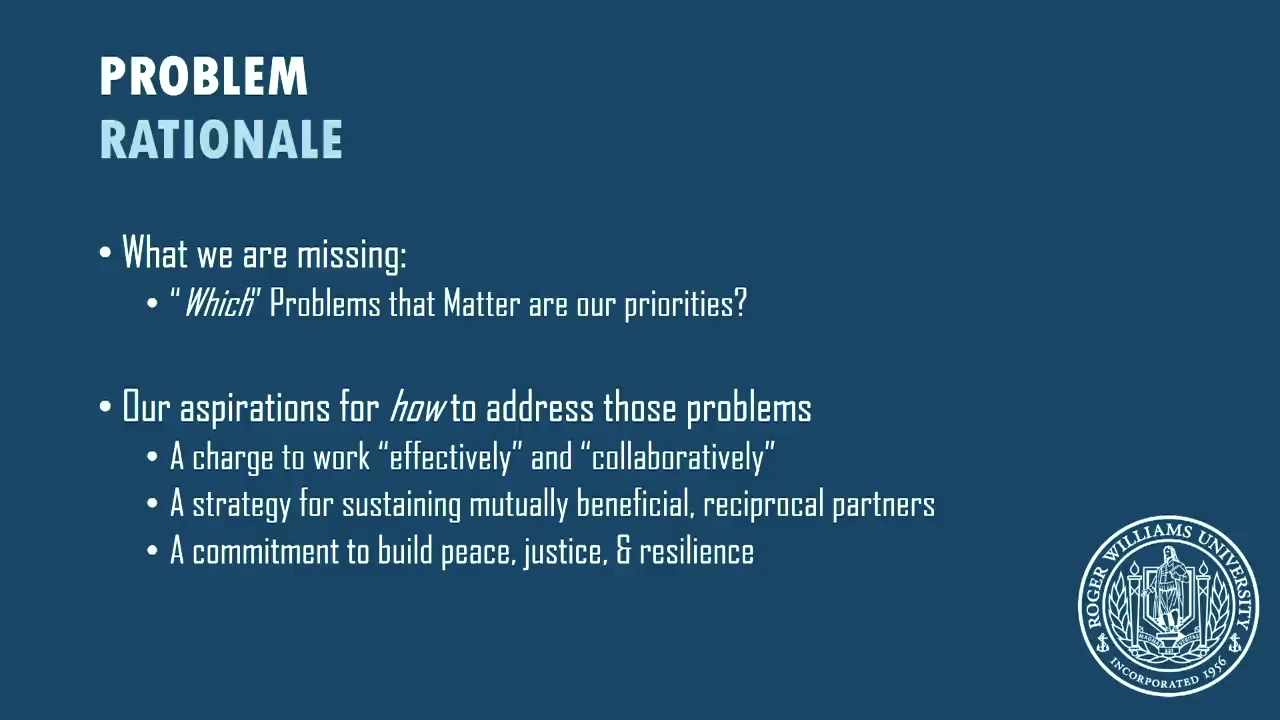 PROBLEM
RATIONALE
• What we are missing:
• “Which” Problems that Matter are our priorities?
• Our aspirations for how to address those problems
• A charge to work “effectively” and “collaboratively”
• A strategy for sustaining mutually beneficial, reciprocal partners
• A commitment to build peace, justice, & resilience
ROGER WILLIAMS UNIVERSITY
INCORPORATED 1956